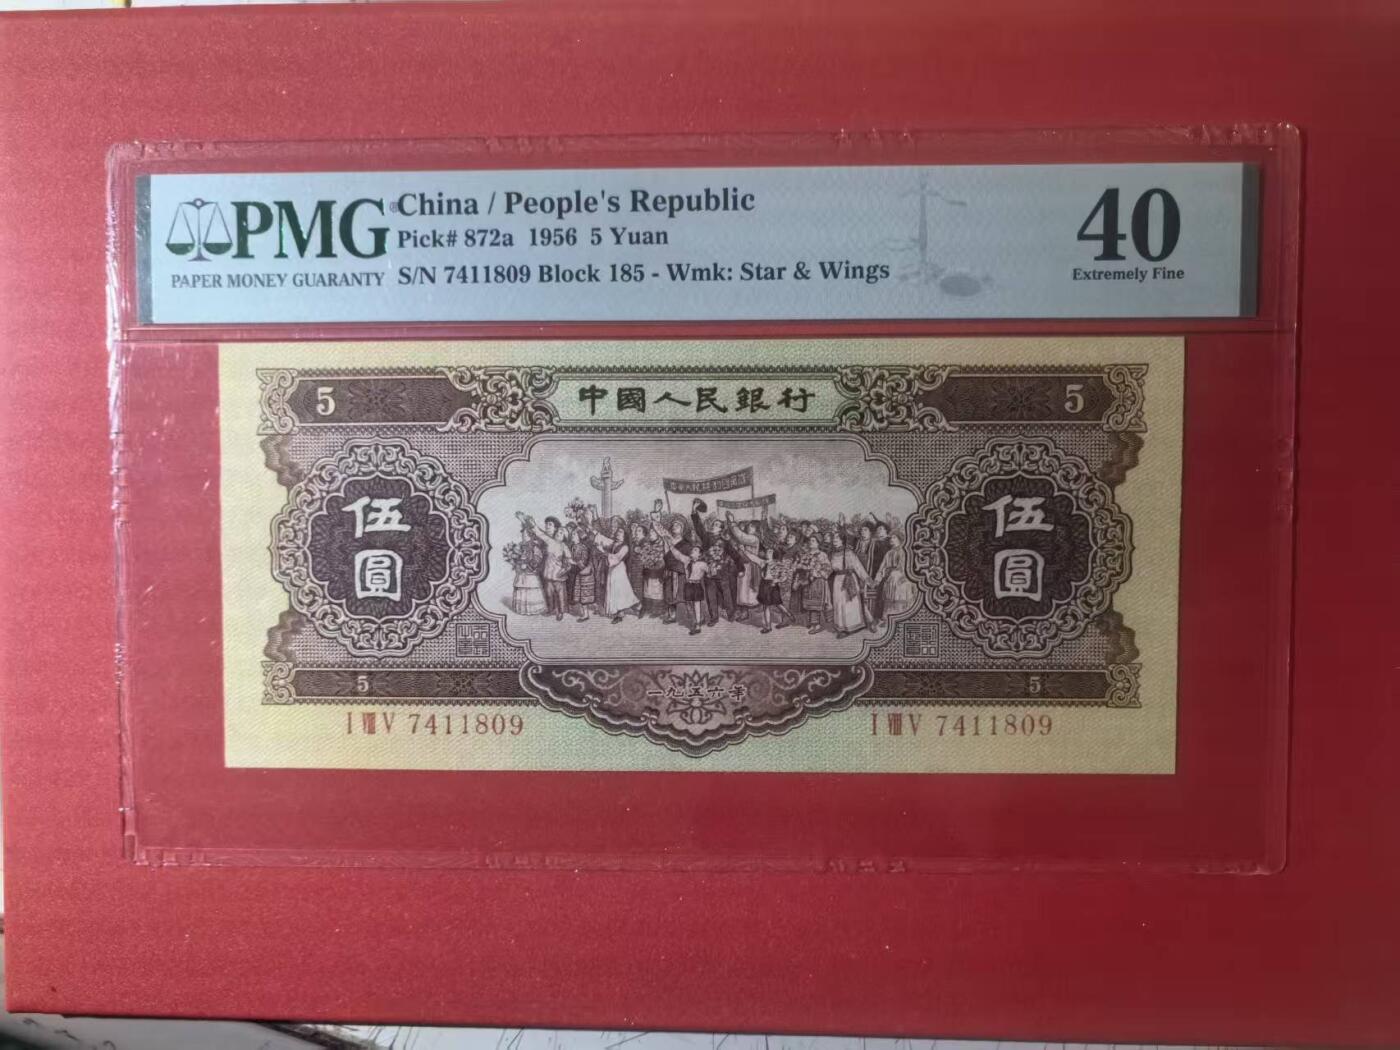 PMG®
PAPER MONEY GUARANTY
China / People's Republic
Pick# 872a 1956 5 Yuan
S/N 7411809 Block 185 - Wmk: Star & Wings
40
Extremely Fine
5 中國人民銀行 5
伍圓 伍圓
5 一九五六年 5
I VIII V 7411809 I VIII V 7411809